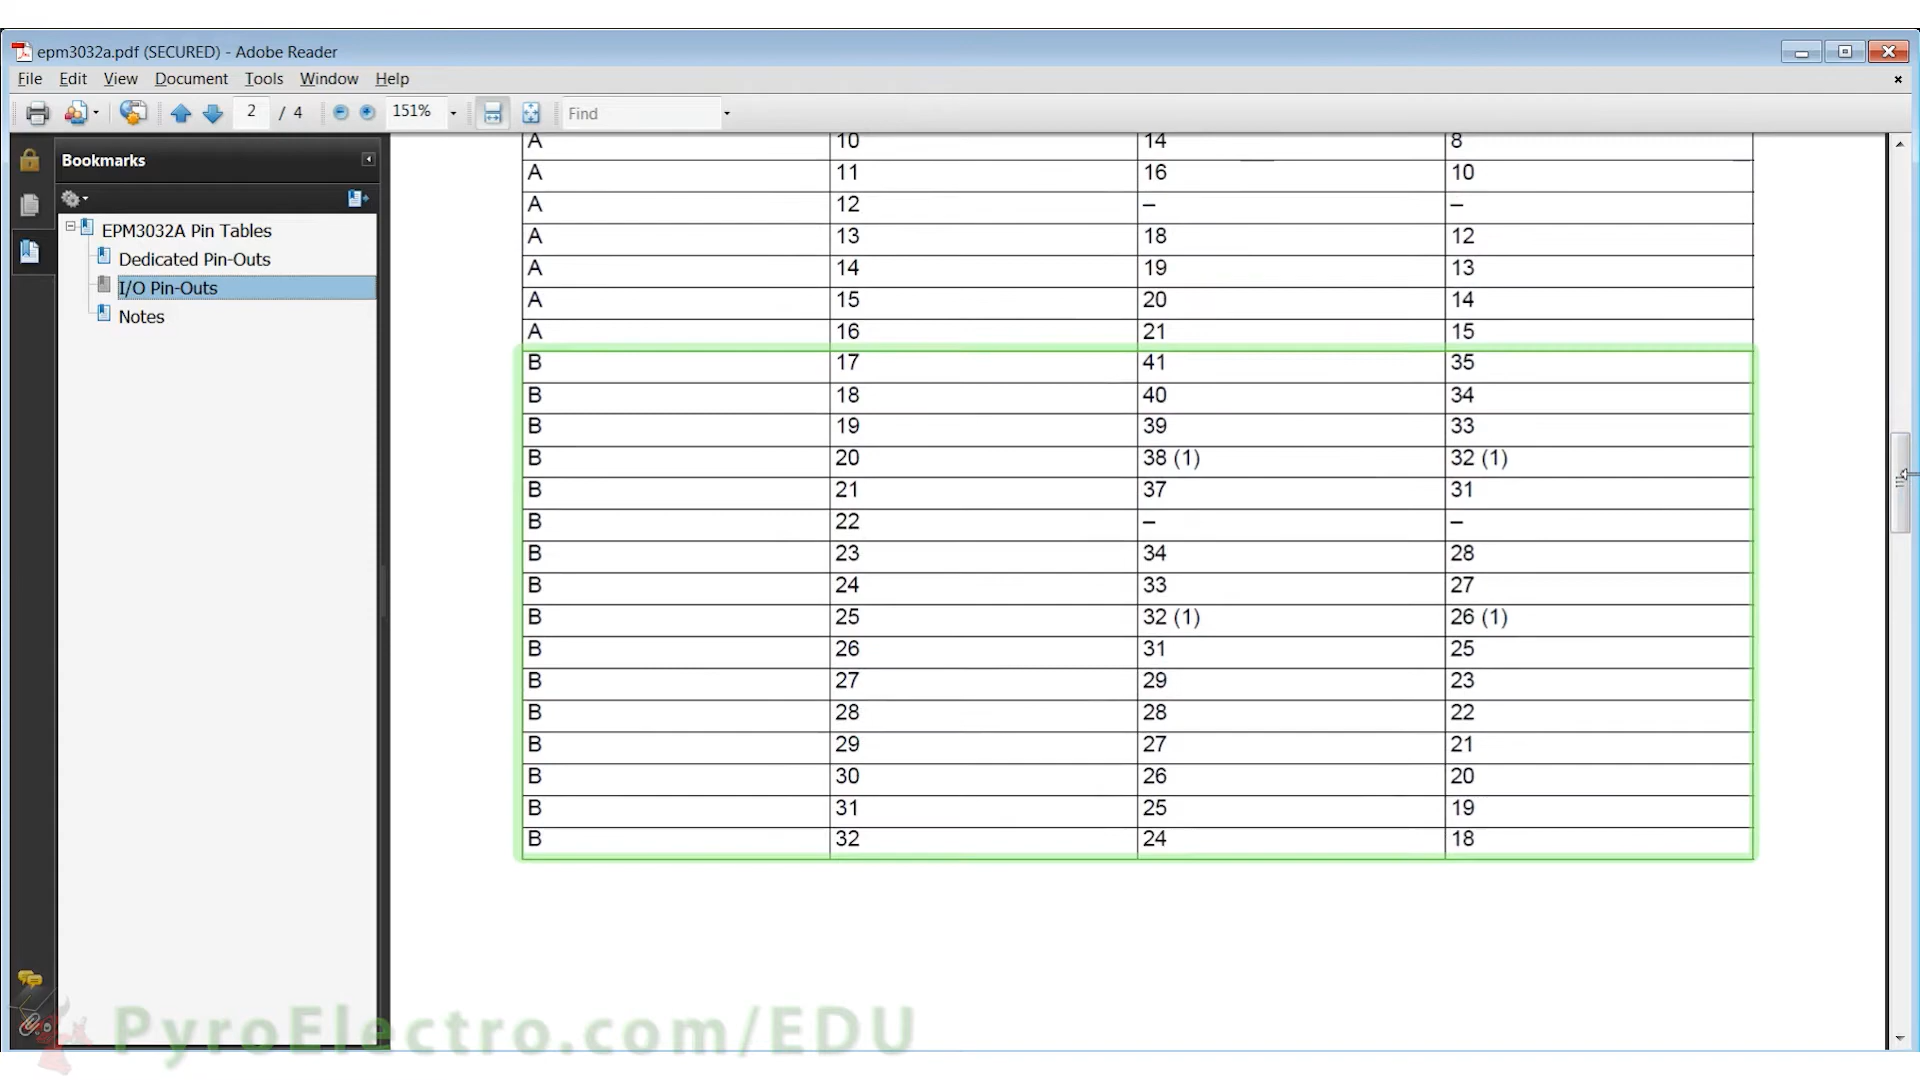 epm3032a.pdf (SECURED) - Adobe Reader
File Edit View Document Tools Window Help
2 / 4 151% Find
Bookmarks
EPM3032A Pin Tables
Dedicated Pin-Outs
I/O Pin-Outs
Notes
A 10 14 8
A 11 16 10
A 12 – –
A 13 18 12
A 14 19 13
A 15 20 14
A 16 21 15
B 17 41 35
B 18 40 34
B 19 39 33
B 20 38 (1) 32 (1)
B 21 37 31
B 22 – –
B 23 34 28
B 24 33 27
B 25 32 (1) 26 (1)
B 26 31 25
B 27 29 23
B 28 28 22
B 29 27 21
B 30 26 20
B 31 25 19
B 32 24 18
PyroElectro.com/EDU